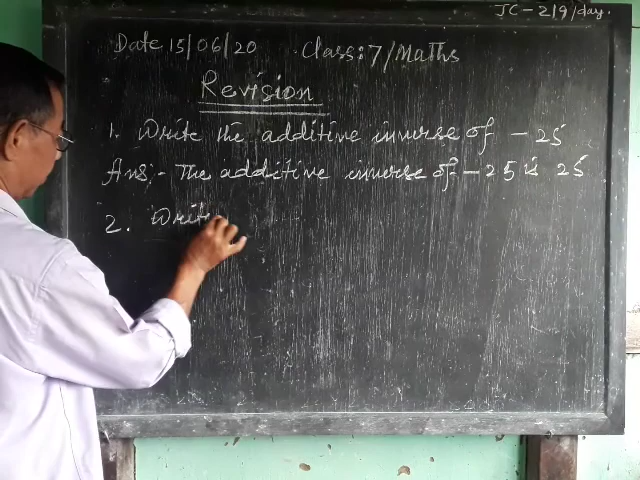 JC-219/day.
Date 15/06/20 Class:7/Maths
Revision
1. Write the additive inverse of -25
Ans:- The additive inverse of -25 is 25
2. Write